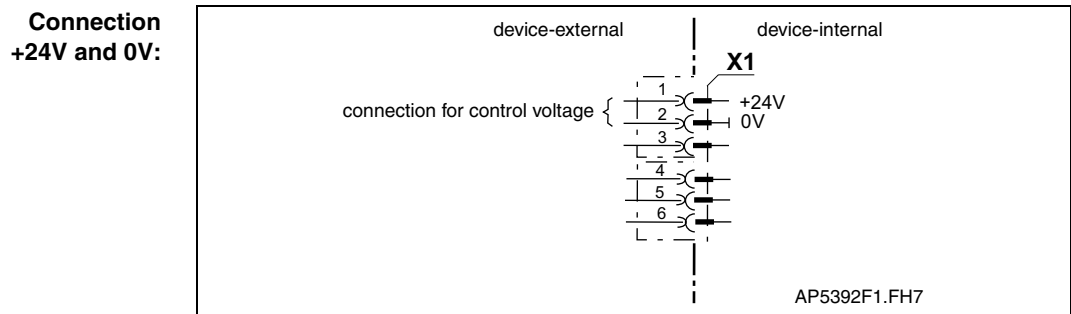 Connection
+24V and 0V:
device-external
device-internal
X1
1
+24V
connection for control voltage
2
0V
3
4
5
6
AP5392F1.FH7